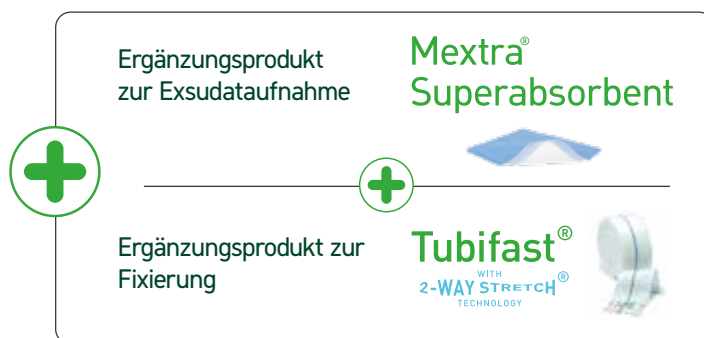 Ergänzungsprodukt
zur Exsudataufnahme
Mextra®
Superabsorbent
Ergänzungsprodukt zur
Fixierung
Tubifast®
WITH
2-WAY STRETCH®
TECHNOLOGY